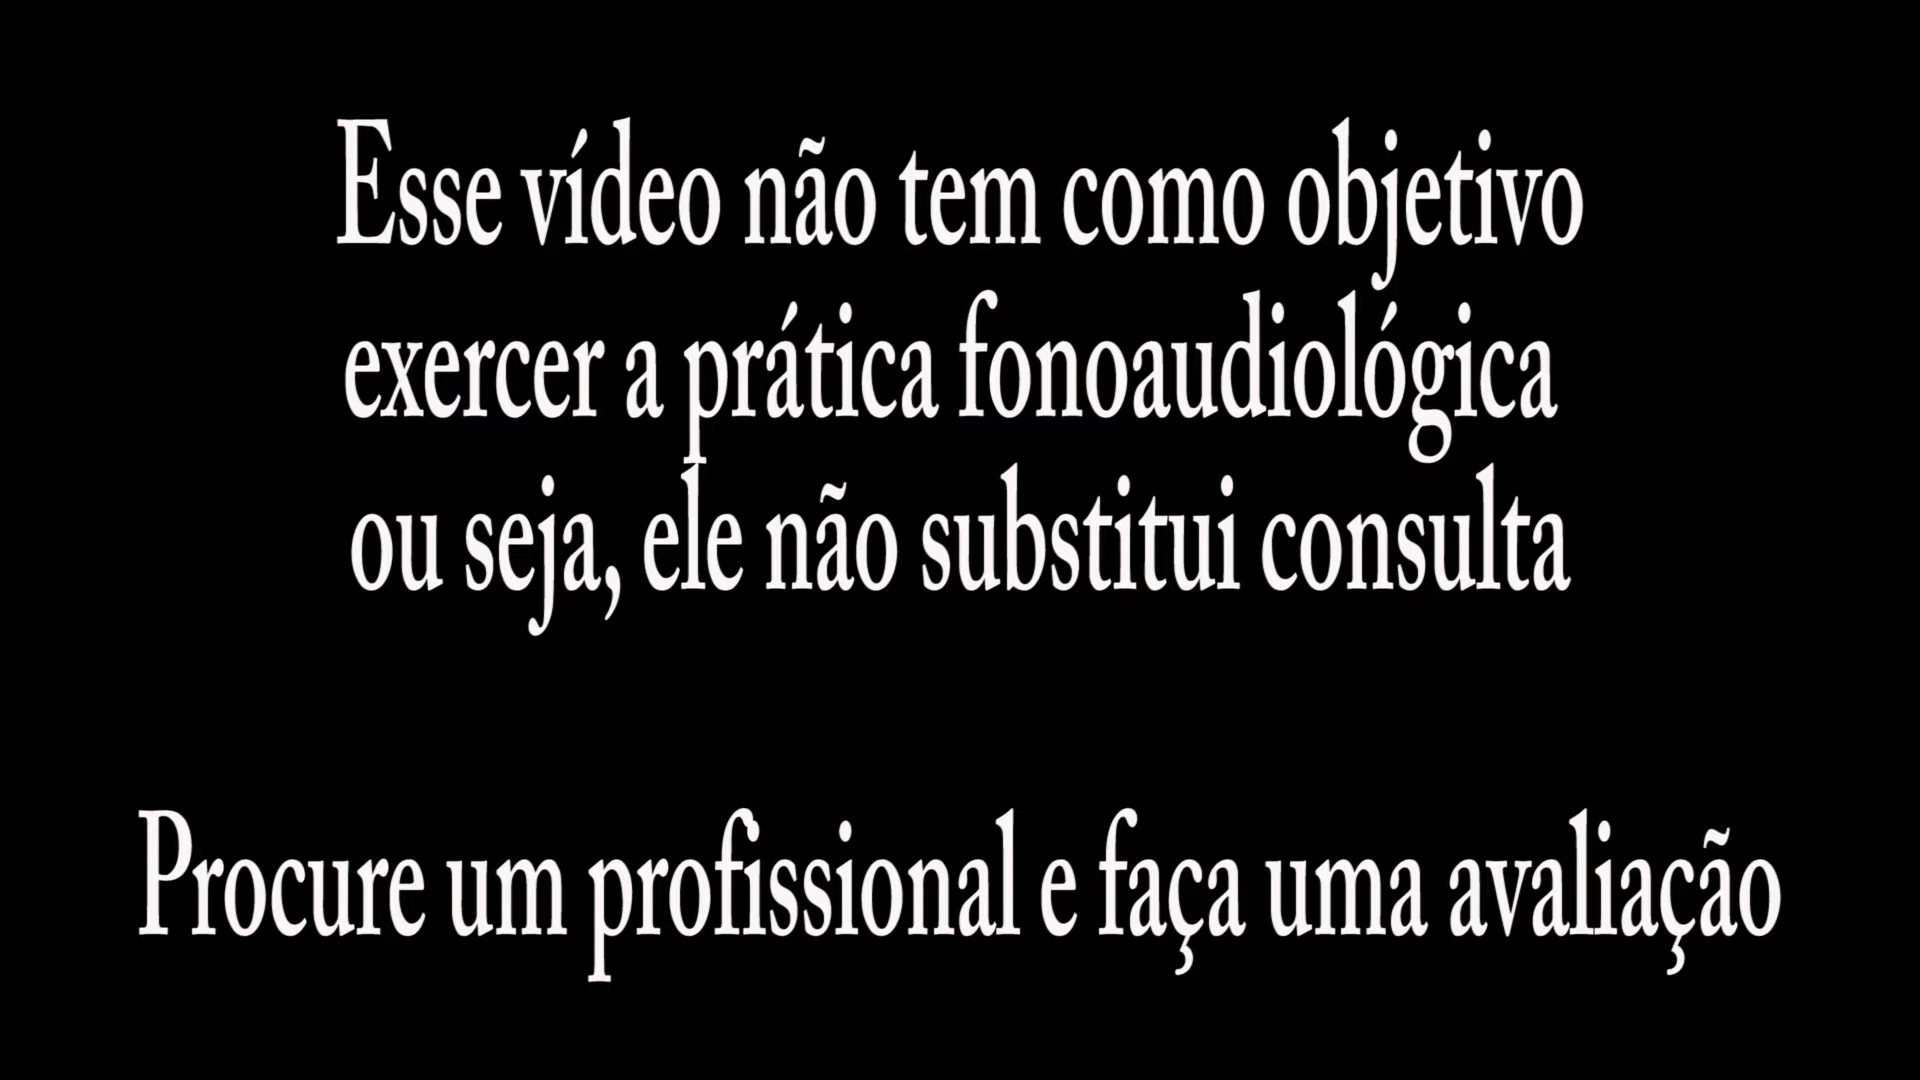 Esse vídeo não tem como objetivo
exercer a prática fonoaudiológica
ou seja, ele não substitui consulta
Procure um profissional e faça uma avaliação